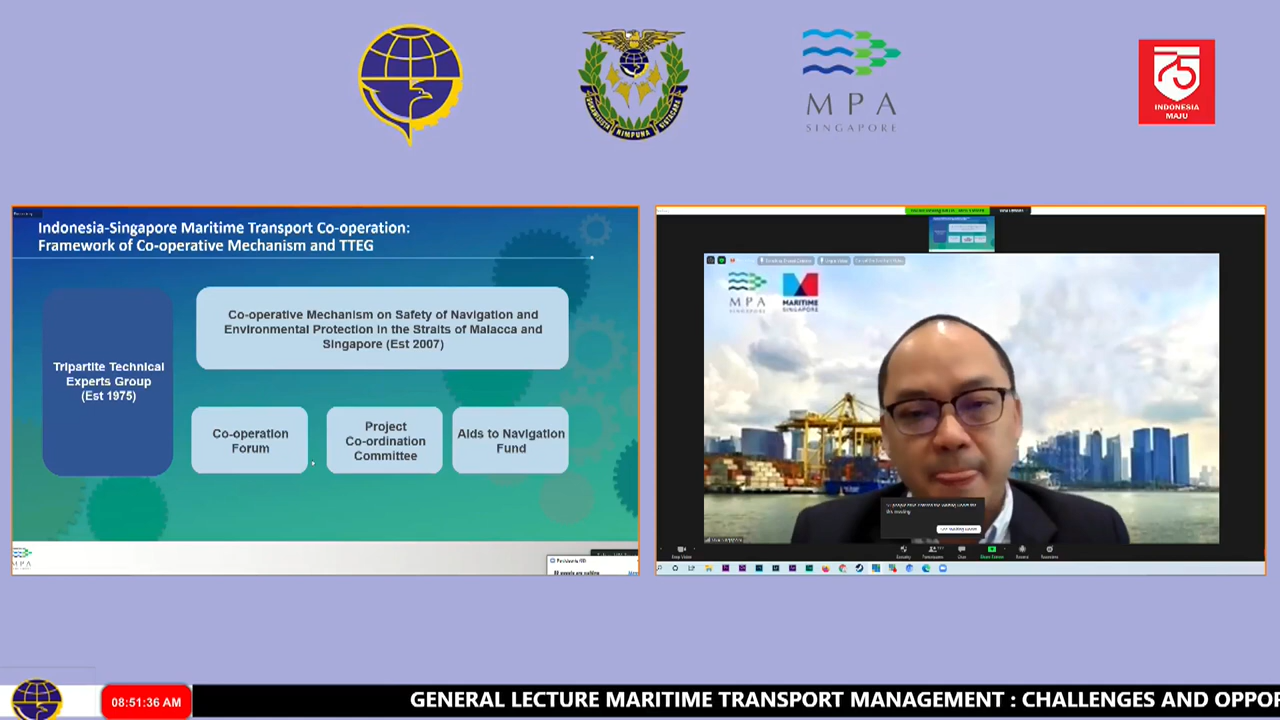 MPA
SINGAPORE
INDONESIA
MAJU
Indonesia-Singapore Maritime Transport Co-operation:
Framework of Co-operative Mechanism and TTEG
Tripartite Technical
Experts Group
(Est 1975)
Co-operative Mechanism on Safety of Navigation and
Environmental Protection in the Straits of Malacca and
Singapore (Est 2007)
Co-operation
Forum
Project
Co-ordination
Committee
Aids to Navigation
Fund
MPA
SINGAPORE
MARITIME
SINGAPORE
08:51:36 AM
GENERAL LECTURE MARITIME TRANSPORT MANAGEMENT : CHALLENGES AND OPPOR